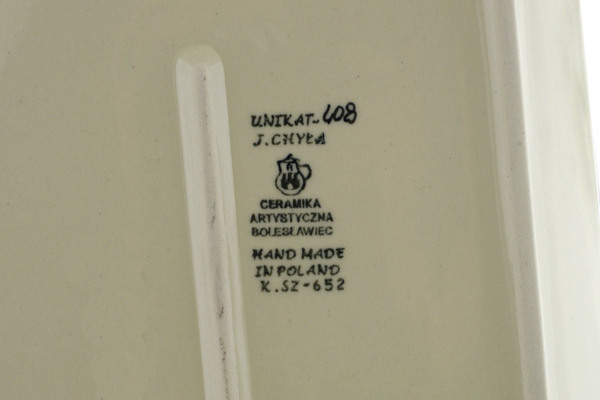 UNIKAT-408
J. CHYŁA
CERAMIKA
ARTYSTYCZNA
BOLESŁAWIEC
HAND MADE
IN POLAND
K.SZ-652